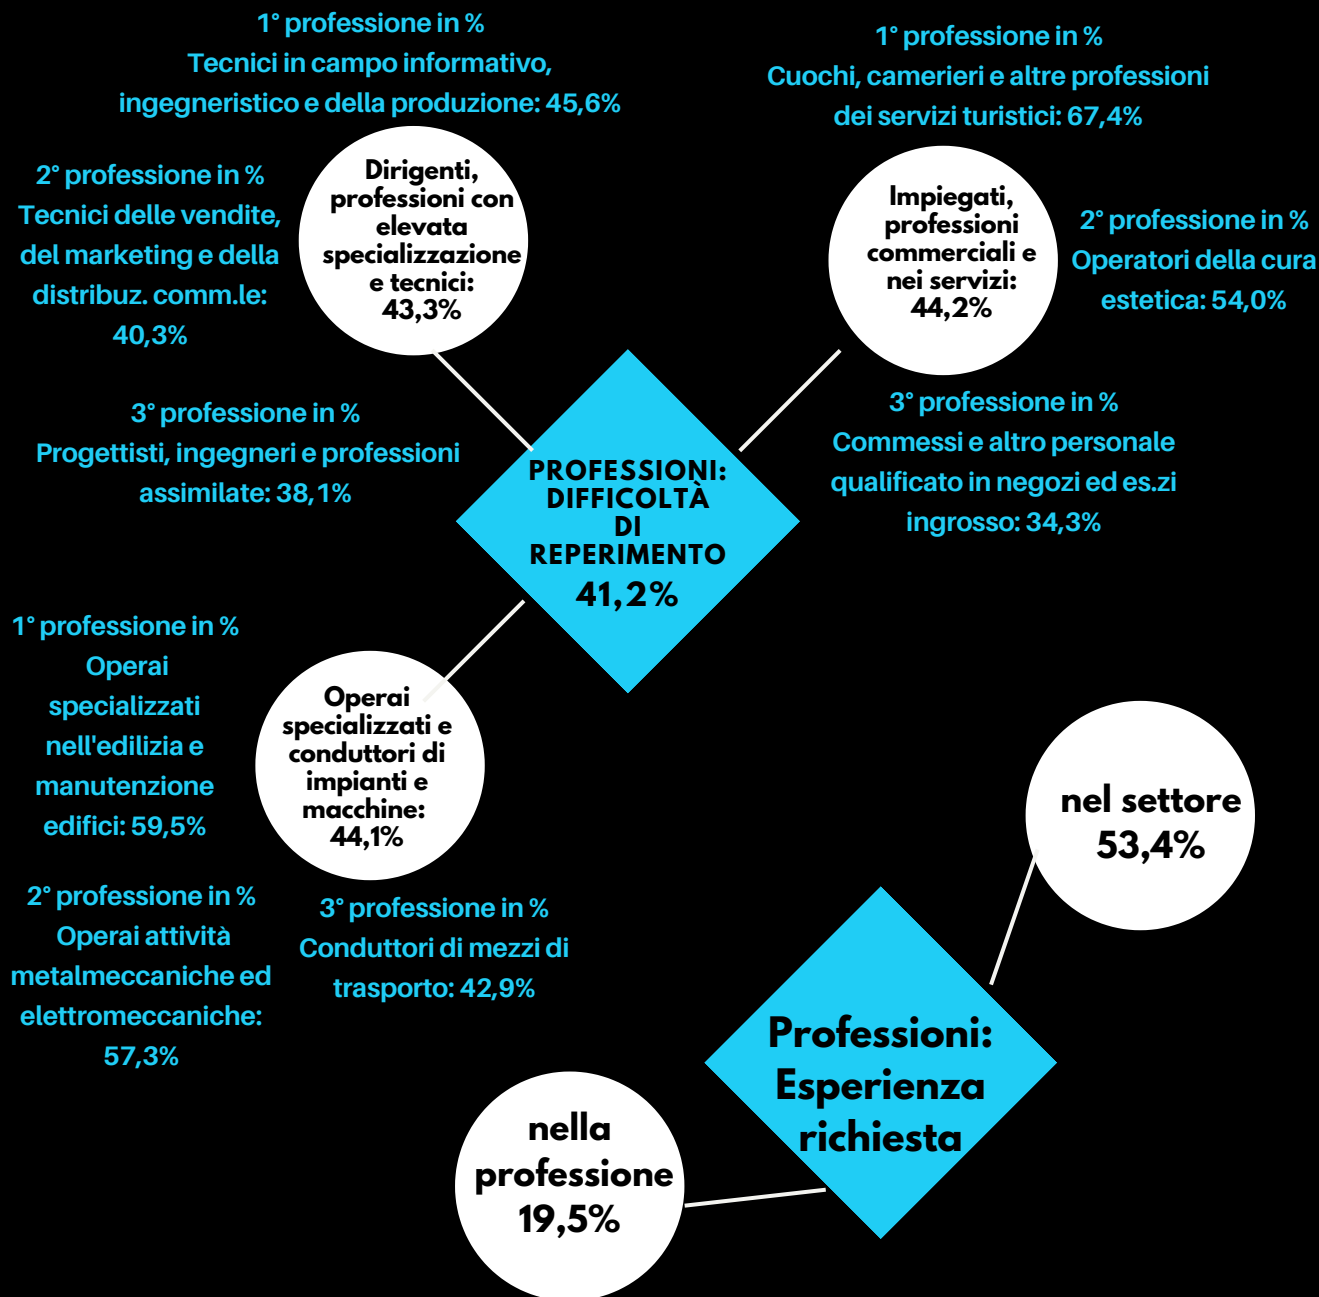 1° professione in %
Tecnici in campo informativo,
ingegneristico e della produzione: 45,6%
2° professione in %
Tecnici delle vendite,
del marketing e della
distribuz. comm.le:
40,3%
Dirigenti,
professioni con
elevata
specializzazione
e tecnici:
43,3%
3° professione in %
Progettisti, ingegneri e professioni
assimilate: 38,1%
1° professione in %
Cuochi, camerieri e altre professioni
dei servizi turistici: 67,4%
Impiegati,
professioni
commerciali e
nei servizi:
44,2%
2° professione in %
Operatori della cura
estetica: 54,0%
3° professione in %
Commessi e altro personale
qualificato in negozi ed es.zi
ingrosso: 34,3%
PROFESSIONI:
DIFFICOLTÀ
DI
REPERIMENTO
41,2%
1° professione in %
Operai
specializzati
nell'edilizia e
manutenzione
edifici: 59,5%
Operai
specializzati e
conduttori di
impianti e
macchine:
44,1%
2° professione in %
Operai attività
metalmeccaniche ed
elettromeccaniche:
57,3%
3° professione in %
Conduttori di mezzi di
trasporto: 42,9%
nel settore
53,4%
Professioni:
Esperienza
richiesta
nella
professione
19,5%